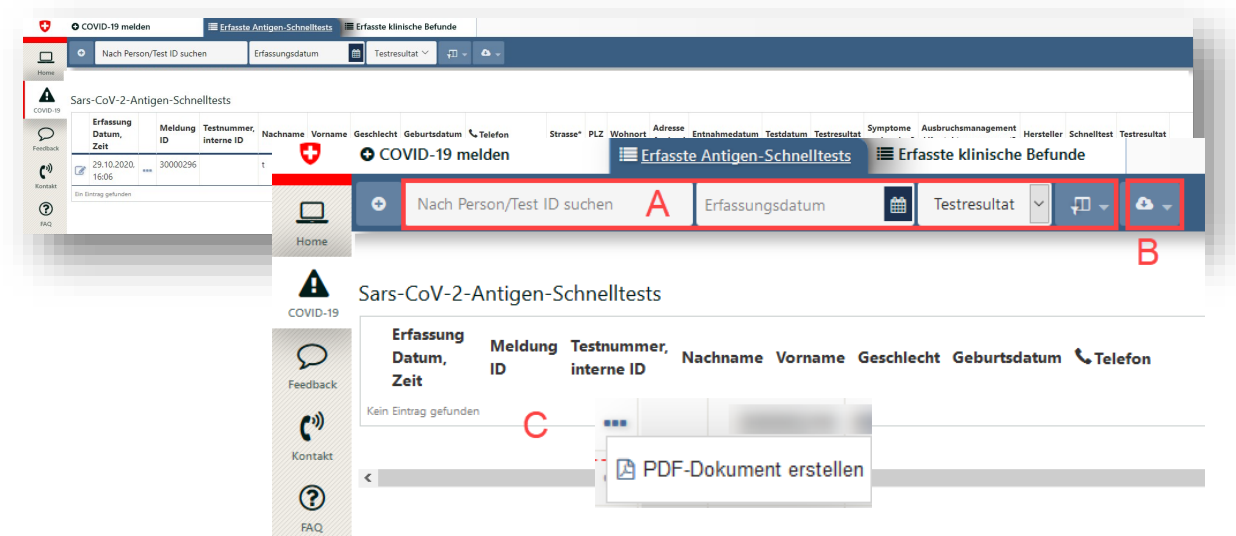 COVID-19 melden
Erfasste Antigen-Schnelltests
Erfasste klinische Befunde
Nach Person/Test ID suchen
Erfassungsdatum
Testresultat
Home
COVID-19
Feedback
Kontakt
FAQ
Sars-CoV-2-Antigen-Schnelltests
Erfassung Datum, Zeit
Meldung ID
Testnummer, interne ID
Nachname
Vorname
Geschlecht
Geburtsdatum
Telefon
Strasse*
PLZ
Wohnort
Adresse
Entnahmedatum
Testdatum
Testresultat
Symptome
Ausbruchsmanagement
Hersteller
Schnelltest
Testresultat
29.10.2020, 16:06
30000296
t
Ein Eintrag gefunden
COVID-19 melden
Erfasste Antigen-Schnelltests
Erfasste klinische Befunde
Nach Person/Test ID suchen
A
Erfassungsdatum
Testresultat
B
Home
COVID-19
Feedback
Kontakt
FAQ
Sars-CoV-2-Antigen-Schnelltests
Erfassung
Datum,
Zeit
Meldung
ID
Testnummer,
interne ID
Nachname
Vorname
Geschlecht
Geburtsdatum
Telefon
Kein Eintrag gefunden
C
PDF-Dokument erstellen